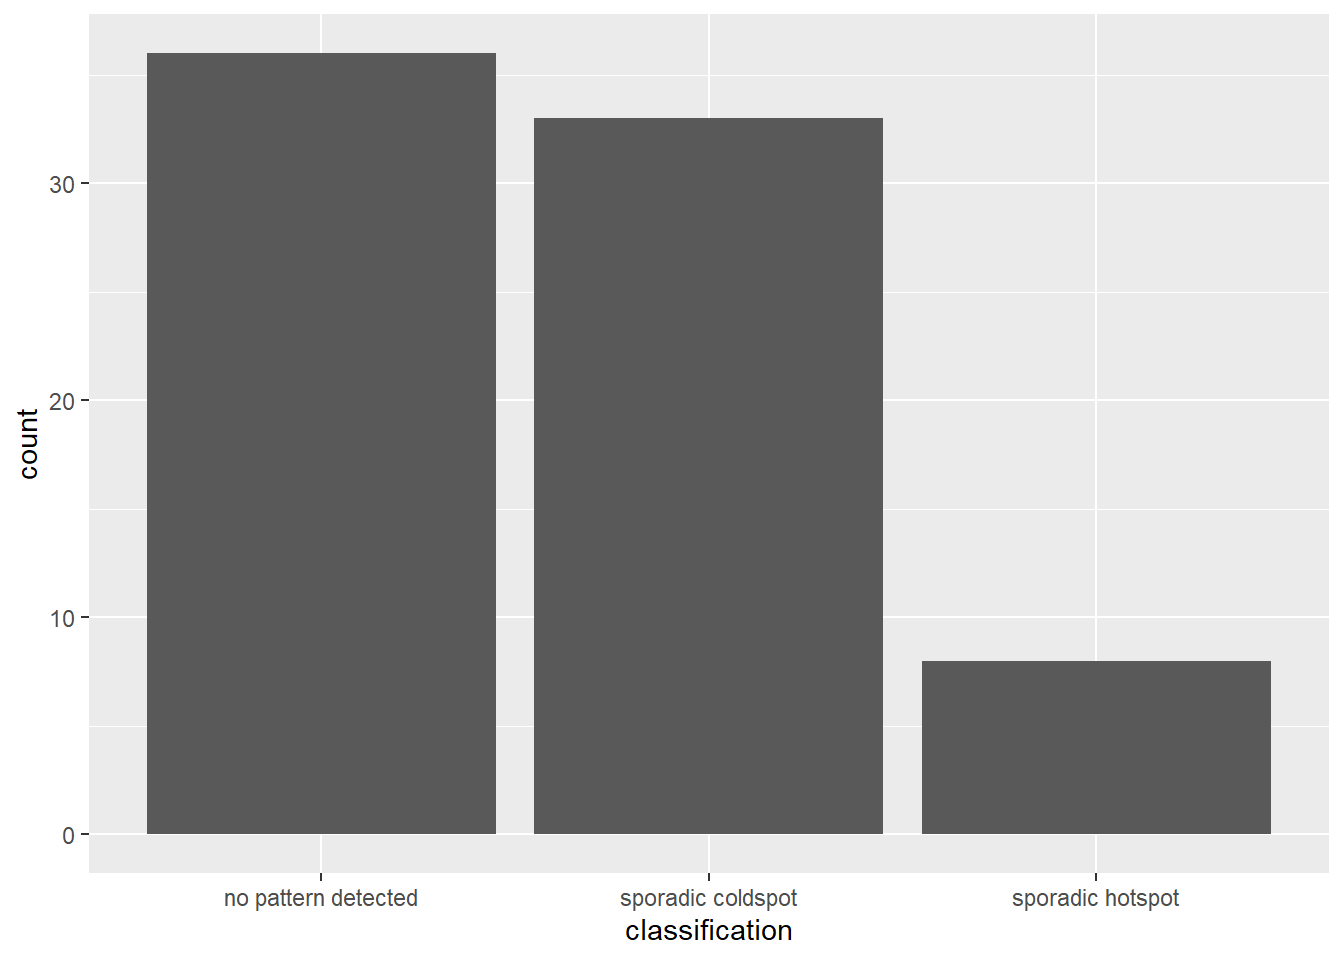 count
30
20
10
0
no pattern detected
sporadic coldspot
sporadic hotspot
classification